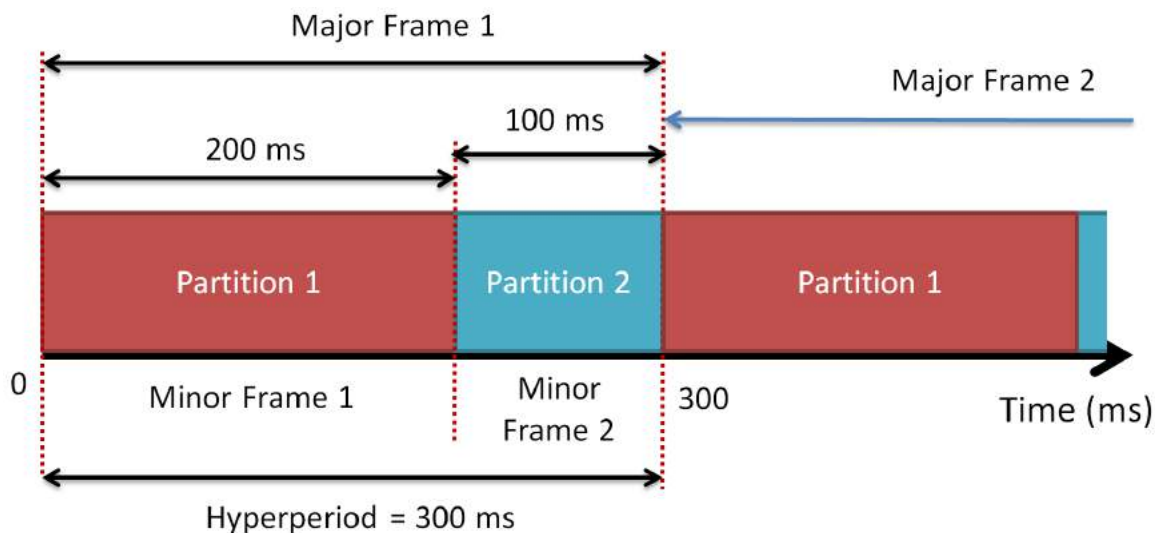 Major Frame 1
Major Frame 2
100 ms
200 ms
Partition 1
Partition 2
Partition 1
0
Minor Frame 1
Minor
Frame 2
300
Time (ms)
Hyperperiod = 300 ms